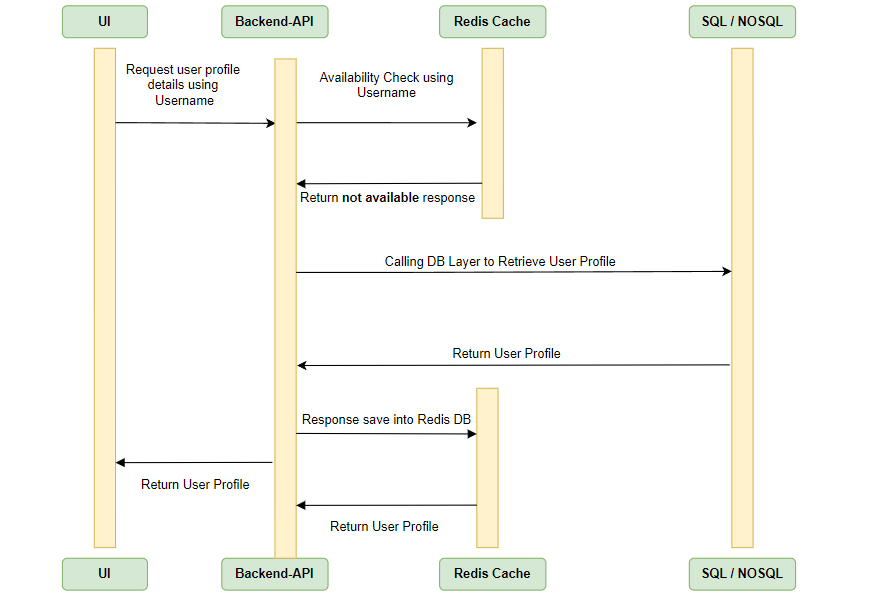 UI
Backend-API
Redis Cache
SQL / NOSQL
Request user profile
details using
Username
Availability Check using
Username
Return not available response
Calling DB Layer to Retrieve User Profile
Return User Profile
Response save into Redis DB
Return User Profile
Return User Profile
UI
Backend-API
Redis Cache
SQL / NOSQL